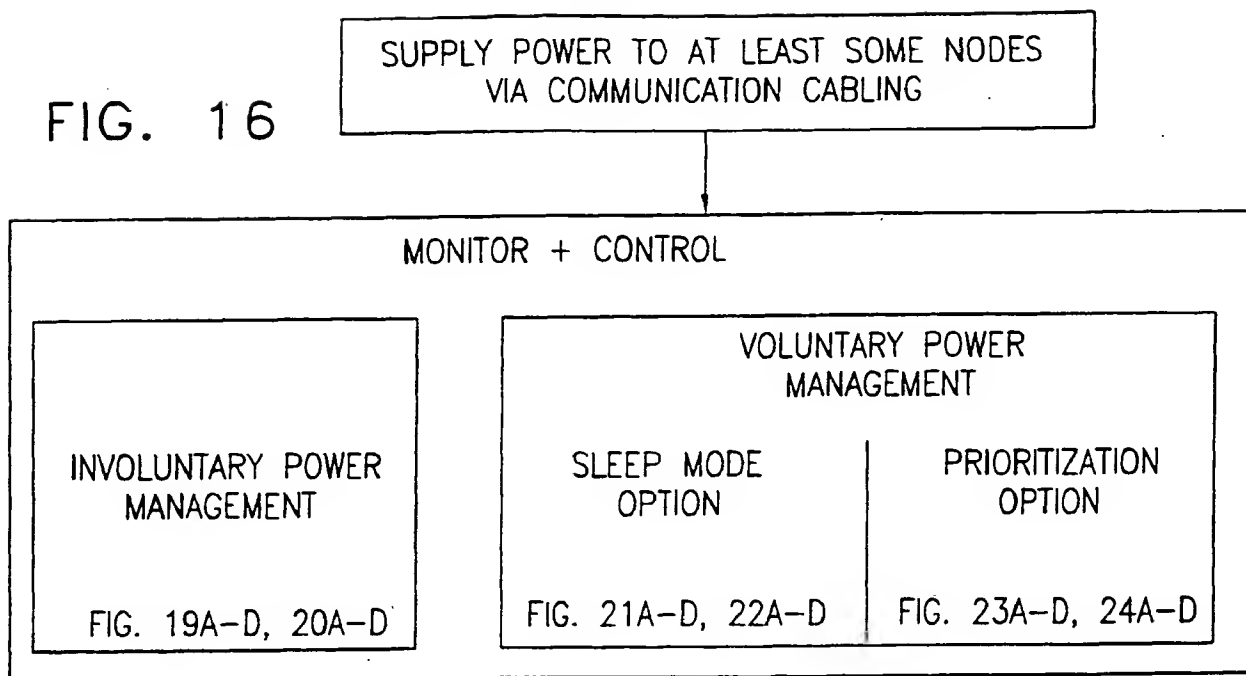 SUPPLY POWER TO AT LEAST SOME NODES
VIA COMMUNICATION CABLING
FIG. 16
MONITOR + CONTROL
INVOLUNTARY POWER
MANAGEMENT
FIG. 19A-D, 20A-D
VOLUNTARY POWER
MANAGEMENT
SLEEP MODE
OPTION
FIG. 21A-D, 22A-D
PRIORITIZATION
OPTION
FIG. 23A-D, 24A-D